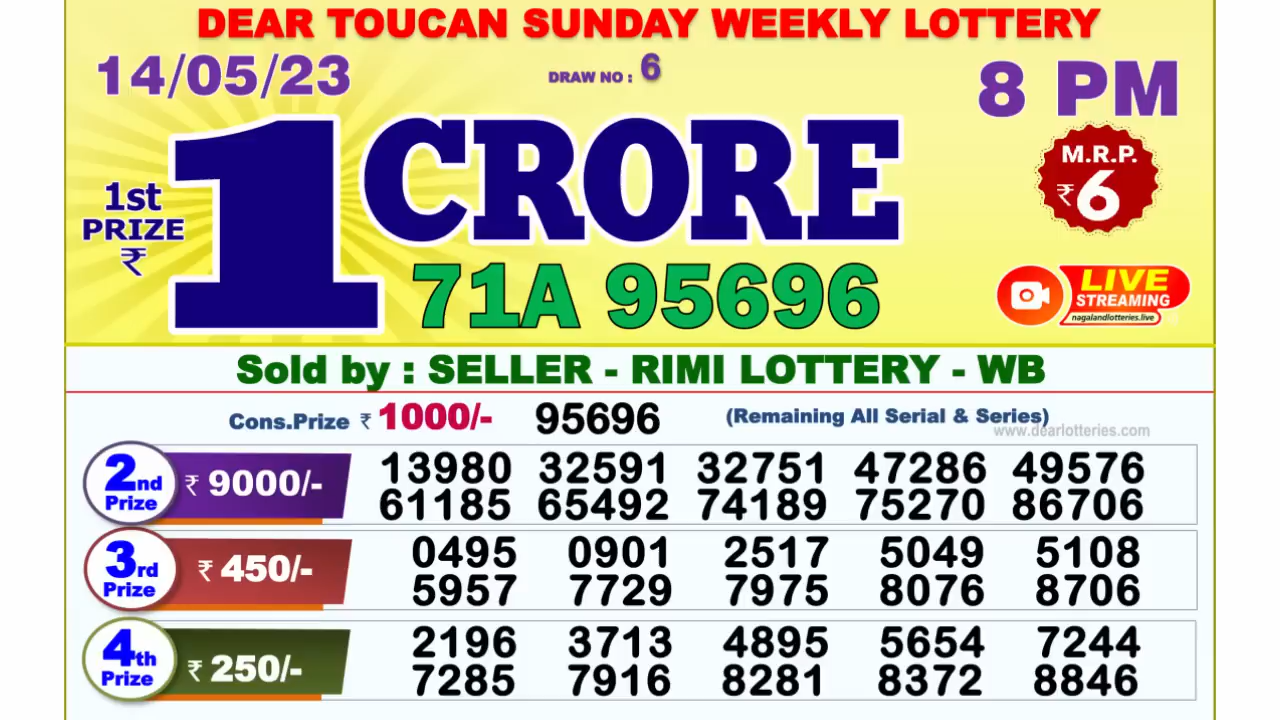 DEAR TOUCAN SUNDAY WEEKLY LOTTERY
14/05/23
DRAW NO : 6
8 PM
1st
PRIZE
₹
1 CRORE
M.R.P.
₹ 6
71A 95696
LIVE
STREAMING
nagalandlotteries.live
Sold by : SELLER - RIMI LOTTERY - WB
Cons.Prize ₹ 1000/- 95696 (Remaining All Serial & Series)
www.dearlotteries.com
2nd
Prize
₹ 9000/-
13980 32591 32751 47286 49576
61185 65492 74189 75270 86706
3rd
Prize
₹ 450/-
0495 0901 2517 5049 5108
5957 7729 7975 8076 8706
4th
Prize
₹ 250/-
2196 3713 4895 5654 7244
7285 7916 8281 8372 8846